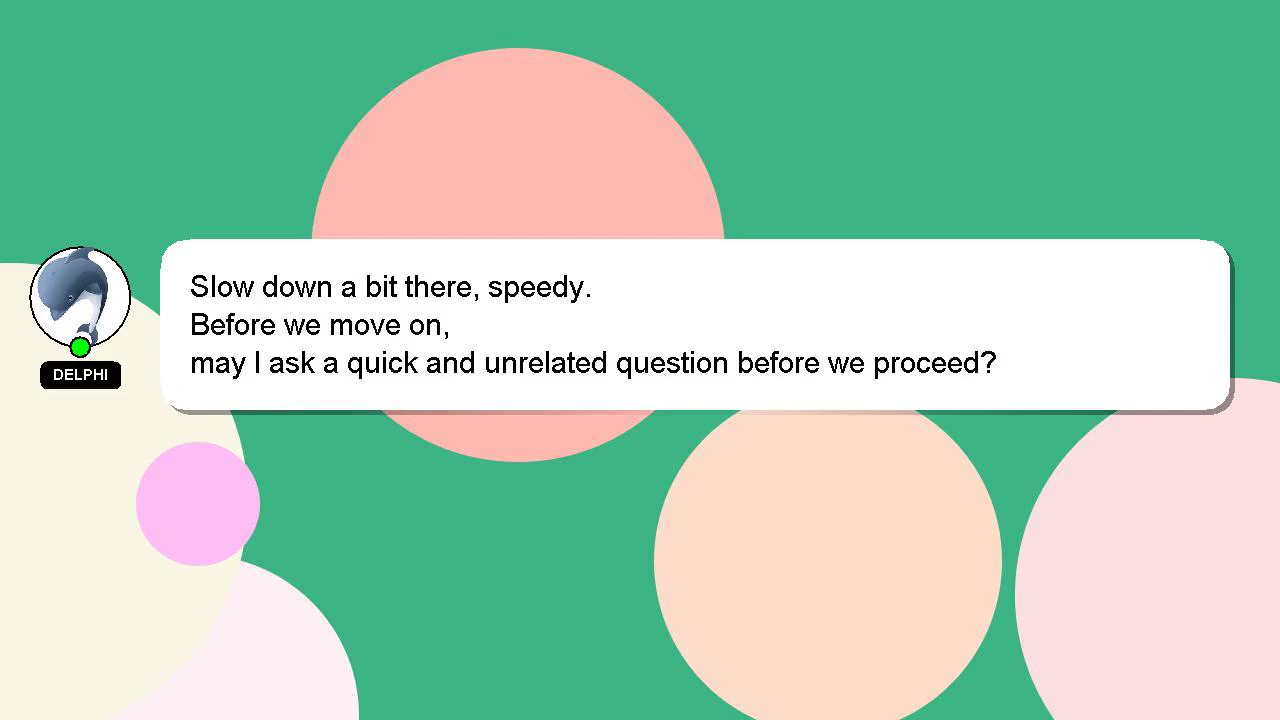 Slow down a bit there, speedy.
Before we move on,
may I ask a quick and unrelated question before we proceed?
DELPHI